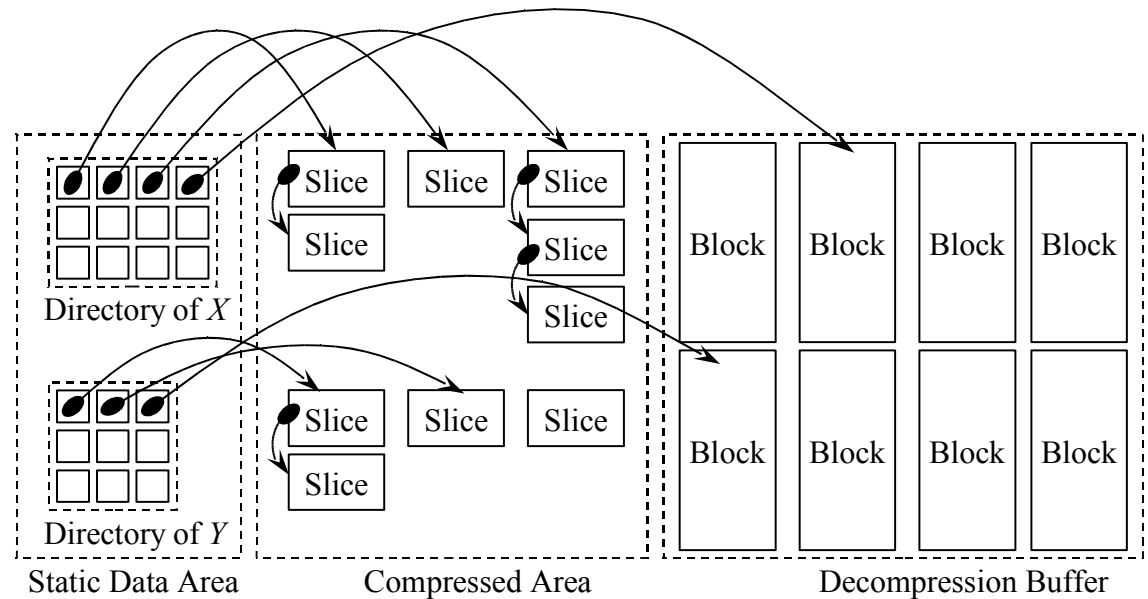 Slice Slice Slice
Slice Slice
Slice
Block Block Block Block
Directory of X
Slice Slice Slice
Slice
Block Block Block Block
Directory of Y
Static Data Area Compressed Area Decompression Buffer